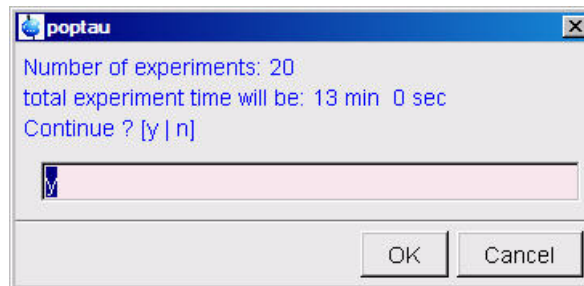 poptau
Number of experiments: 20
total experiment time will be: 13 min  0 sec
Continue ? [y | n]
y
OK
Cancel